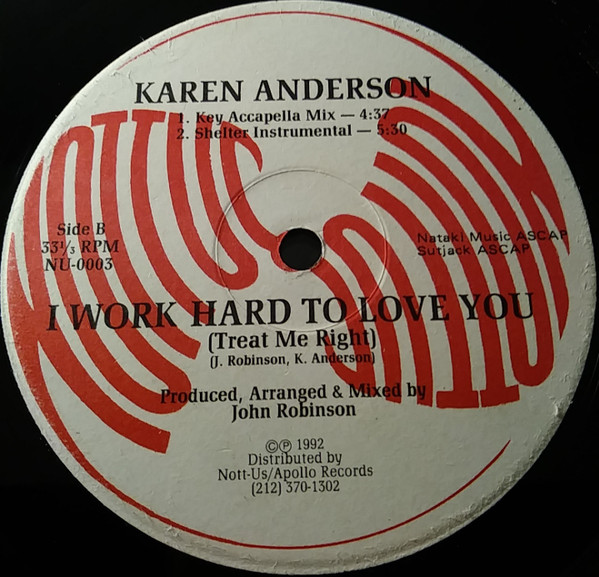 KAREN ANDERSON
1. Key Accapella Mix — 4:37
2. Shelter Instrumental — 5:30
Side B
33⅓ RPM
NU-0003
Nataki Music ASCAP
Sutjack ASCAP
I WORK HARD TO LOVE YOU
(Treat Me Right)
(J. Robinson, K. Anderson)
Produced, Arranged & Mixed by
John Robinson
©℗ 1992
Distributed by
Nott-Us/Apollo Records
(212) 370-1302